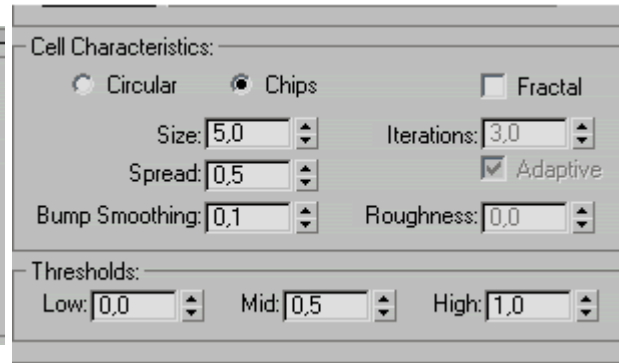 Cell Characteristics:
Circular Chips Fractal
Size: 5,0 Iterations: 3,0
Spread: 0,5 Adaptive
Bump Smoothing: 0,1 Roughness: 0,0
Thresholds:
Low: 0,0 Mid: 0,5 High: 1,0